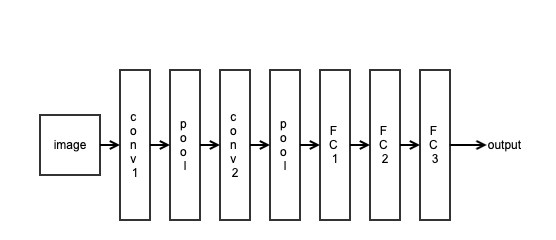 image
conv1
pool
conv2
pool
FC1
FC2
FC3
output